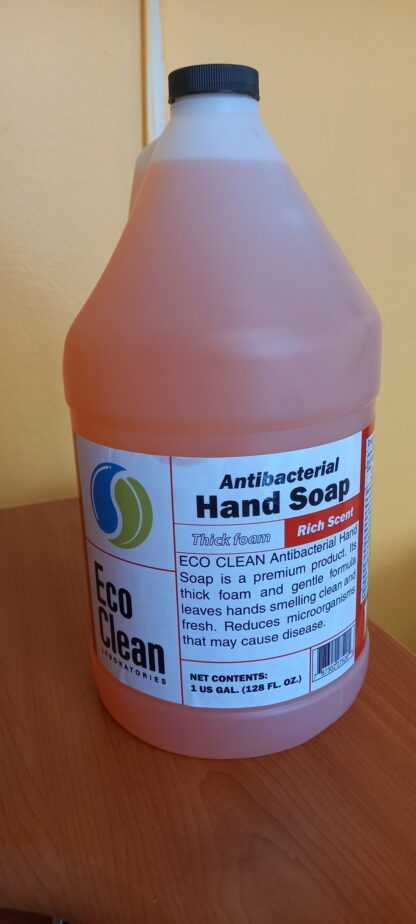 Antibacterial
Hand Soap
Thick foam
Rich Scent
ECO CLEAN Antibacterial Hand
Soap is a premium product. Its
thick foam and gentle formula
leaves hands smelling clean and
fresh. Reduces microorganisms
that may cause disease.
Eco
Clean
LABORATORIES
NET CONTENTS:
1 US GAL. (128 FL. OZ.)